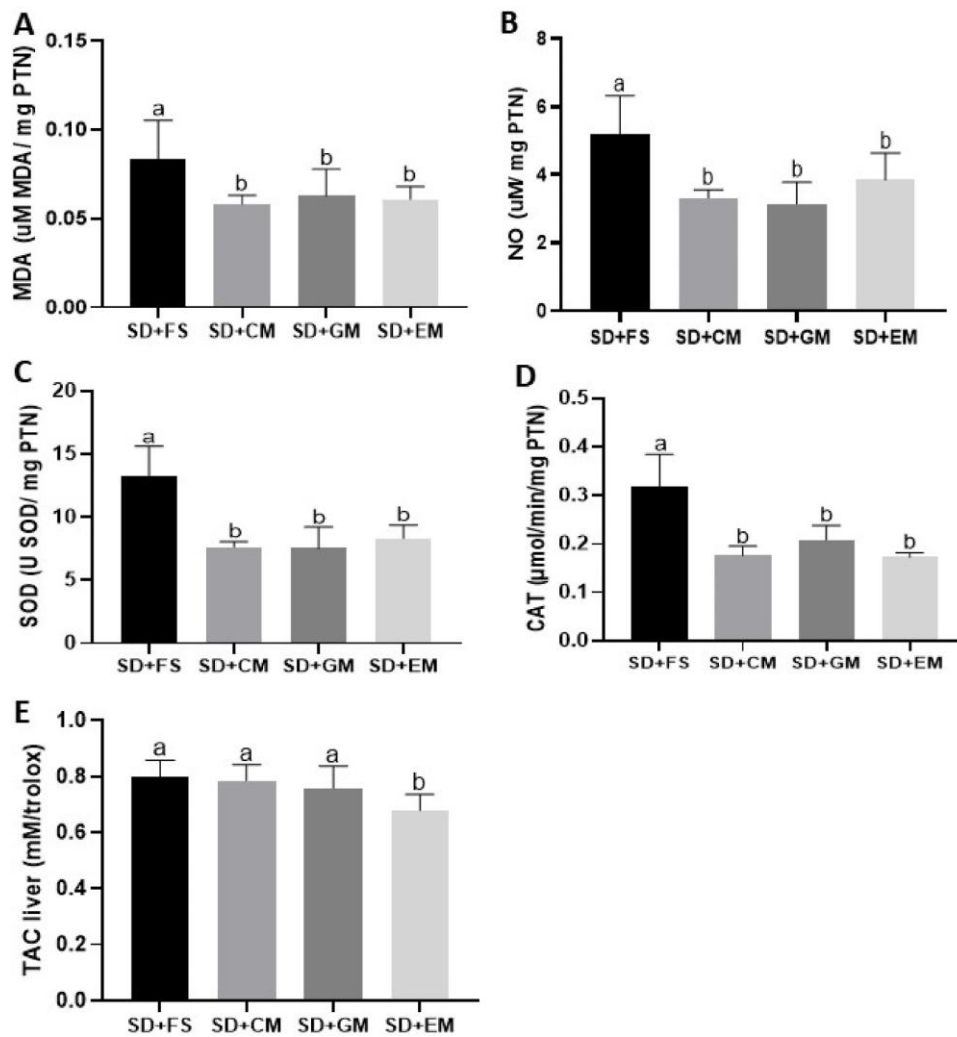 A
MDA (uM MDA/ mg PTN)
0.15
0.10
0.05
0.00
a
b
b
b
SD+FS SD+CM SD+GM SD+EM
B
NO (uM/ mg PTN)
8
6
4
2
0
a
b
b
b
SD+FS SD+CM SD+GM SD+EM
C
SOD (U SOD/ mg PTN)
20
15
10
5
0
a
b
b
b
SD+FS SD+CM SD+GM SD+EM
D
CAT (µmol/min/mg PTN)
0.5
0.4
0.3
0.2
0.1
0.0
a
b
b
b
SD+FS SD+CM SD+GM SD+EM
E
TAC liver (mM/trolox)
1.0
0.8
0.6
0.4
0.2
0.0
a
a
a
b
SD+FS SD+CM SD+GM SD+EM